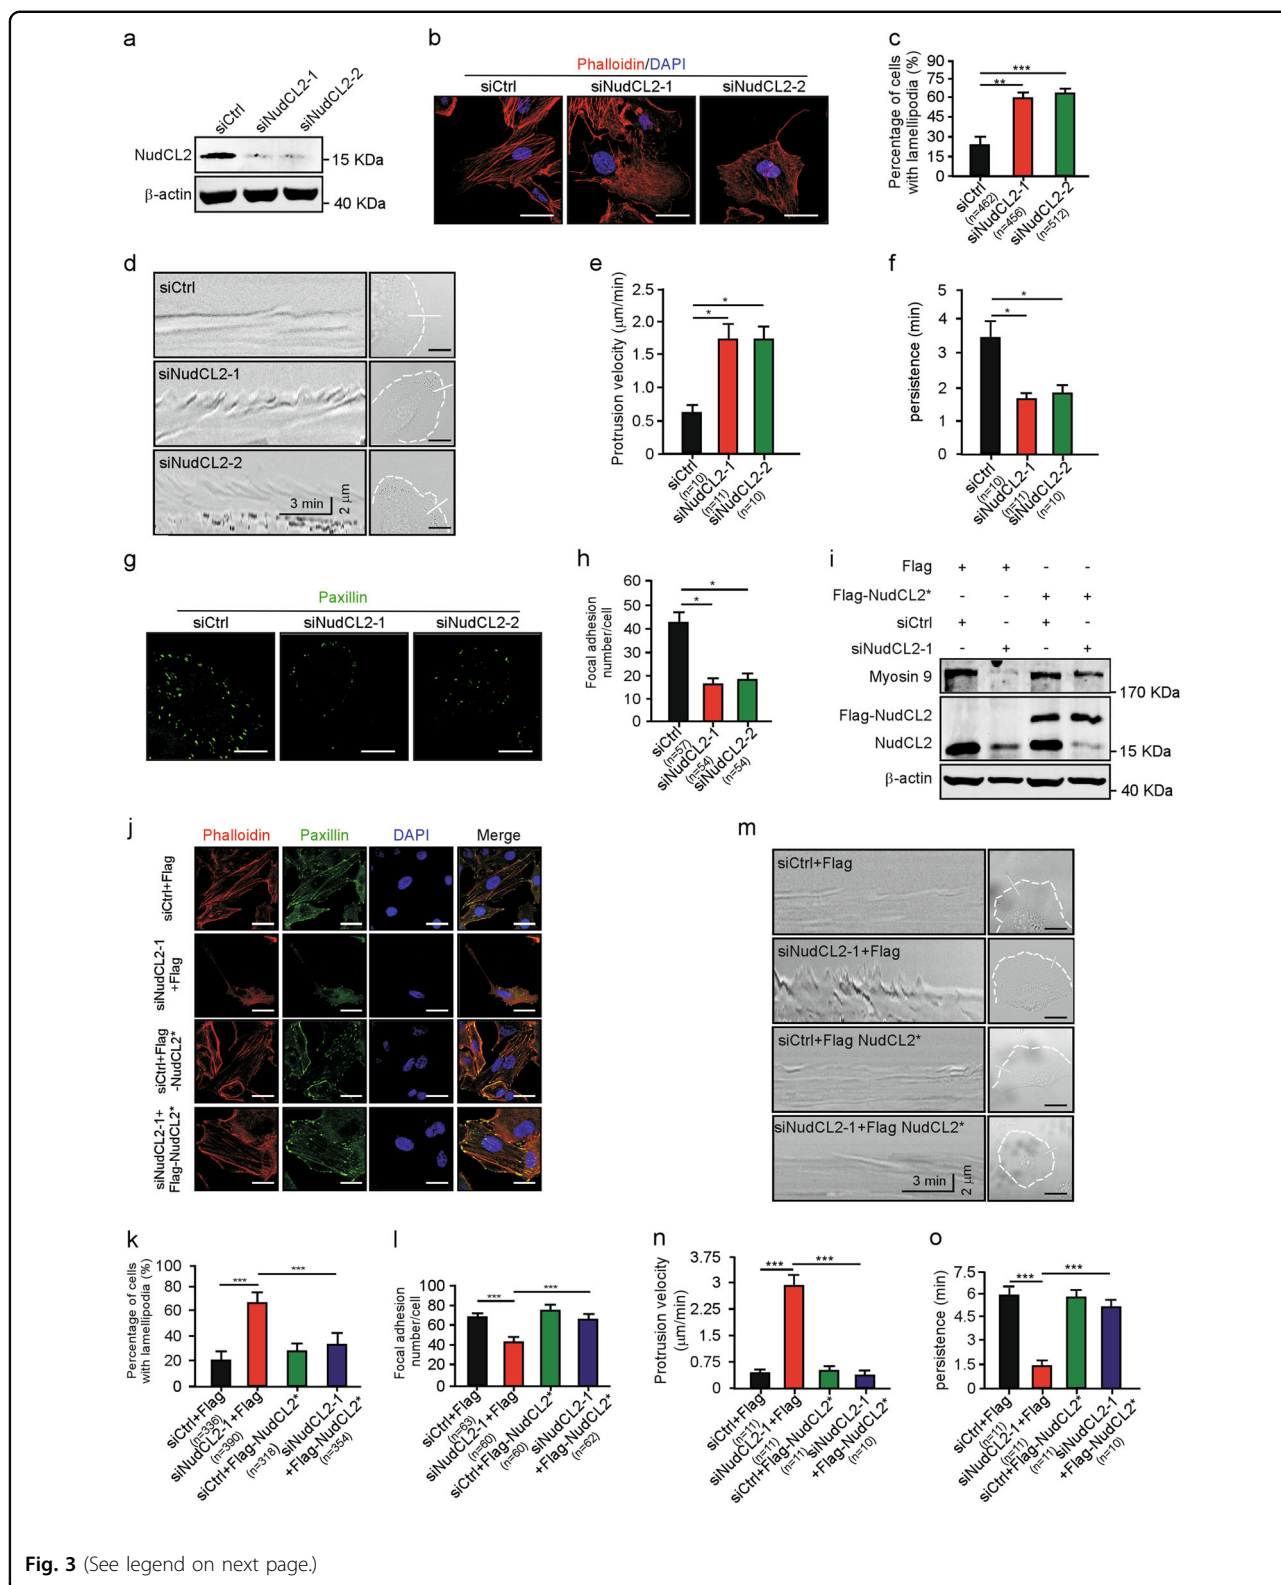 a
siCtrl
siNudCL2-1
siNudCL2-2
NudCL2
15 KDa
β-actin
40 KDa
b
Phalloidin/DAPI
siCtrl
siNudCL2-1
siNudCL2-2
c
Percentage of cells
with lamellipodia (%)
90
75
60
45
30
15
0
**
***
siCtrl
(n=462)
siNudCL2-1
(n=456)
siNudCL2-2
(n=512)
d
siCtrl
siNudCL2-1
siNudCL2-2
3 min
2 μm
e
Protrusion velocity (μm/min)
2.5
2.0
1.5
1.0
0.5
0
*
*
siCtrl
(n=10)
siNudCL2-1
(n=11)
siNudCL2-2
(n=10)
f
persistence (min)
5
4
3
2
1
0
*
*
siCtrl
(n=10)
siNudCL2-1
(n=11)
siNudCL2-2
(n=10)
g
Paxillin
siCtrl
siNudCL2-1
siNudCL2-2
h
Focal adhesion
number/cell
60
50
40
30
20
10
0
*
*
siCtrl
(n=57)
siNudCL2-1
(n=54)
siNudCL2-2
(n=54)
i
Flag + + - -
Flag-NudCL2* - - + +
siCtrl + - + -
siNudCL2-1 - + - +
Myosin 9
170 KDa
Flag-NudCL2
NudCL2
15 KDa
β-actin
40 KDa
j
Phalloidin
Paxillin
DAPI
Merge
siCtrl+Flag
siNudCL2-1
+Flag
siCtrl+Flag
-NudCL2*
siNudCL2-1+
Flag-NudCL2*
m
siCtrl+Flag
siNudCL2-1+Flag
siCtrl+Flag NudCL2*
siNudCL2-1+Flag NudCL2*
3 min
2 μm
k
Percentage of cells
with lamellipodia (%)
100
80
60
40
20
0
***
***
siCtrl+Flag
(n=336)
siNudCL2-1+Flag
(n=390)
siCtrl+Flag-NudCL2*
(n=318)
siNudCL2-1
+Flag-NudCL2*
(n=354)
l
Focal adhesion
number/cell
100
80
60
40
20
0
***
***
siCtrl+Flag
(n=63)
siNudCL2-1+Flag
(n=60)
siCtrl+Flag-NudCL2*
(n=60)
siNudCL2-1
+Flag-NudCL2*
(n=62)
n
Protrusion velocity
(μm/min)
3.75
3
2.25
1.5
0.75
0
***
***
siCtrl+Flag
(n=11)
siNudCL2-1+Flag
(n=11)
siCtrl+Flag-NudCL2*
(n=11)
siNudCL2-1
+Flag-NudCL2*
(n=10)
o
persistence (min)
7.5
6
4.5
3
1.5
0
***
***
siCtrl+Flag
(n=11)
siNudCL2-1+Flag
(n=11)
siCtrl+Flag-NudCL2*
(n=11)
siNudCL2-1
+Flag-NudCL2*
(n=10)
Fig. 3 (See legend on next page.)